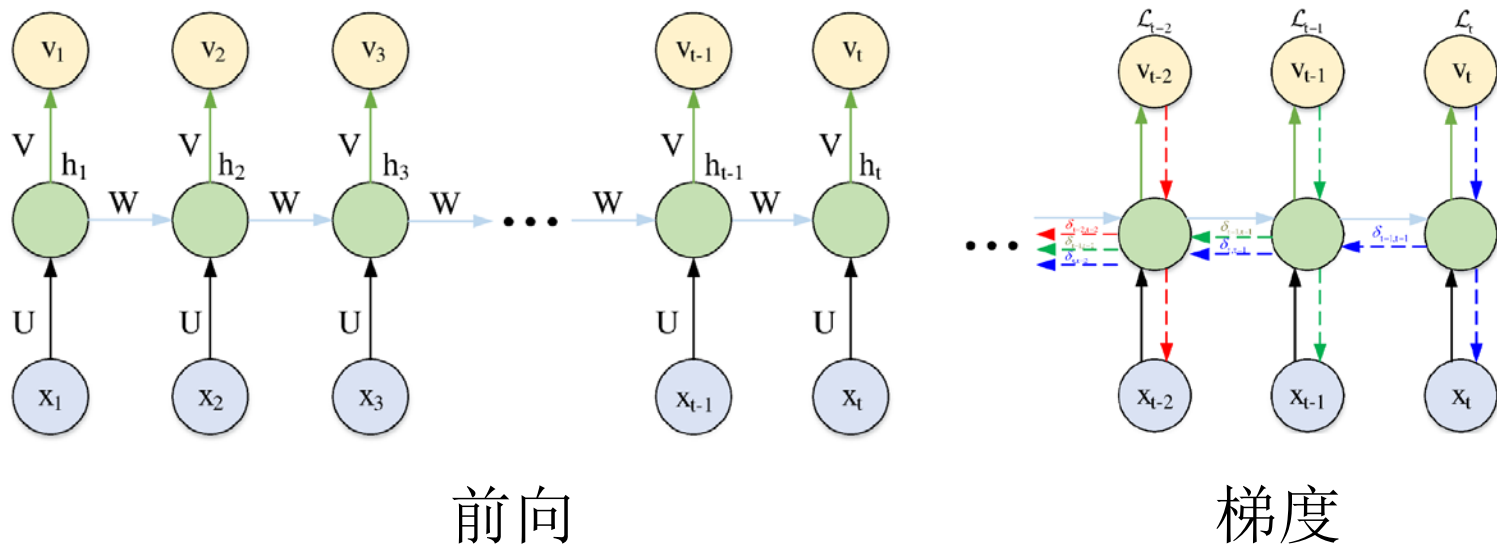 v₁ v₂ v₃ vₜ₋₁ vₜ
V V V V V
h₁ h₂ h₃ hₜ₋₁ hₜ
W W W ••• W W
U U U U U
x₁ x₂ x₃ xₜ₋₁ xₜ
前向
ℒₜ₋₂ ℒₜ₋₁ ℒₜ
vₜ₋₂ vₜ₋₁ vₜ
•••
xₜ₋₂ xₜ₋₁ xₜ
梯度